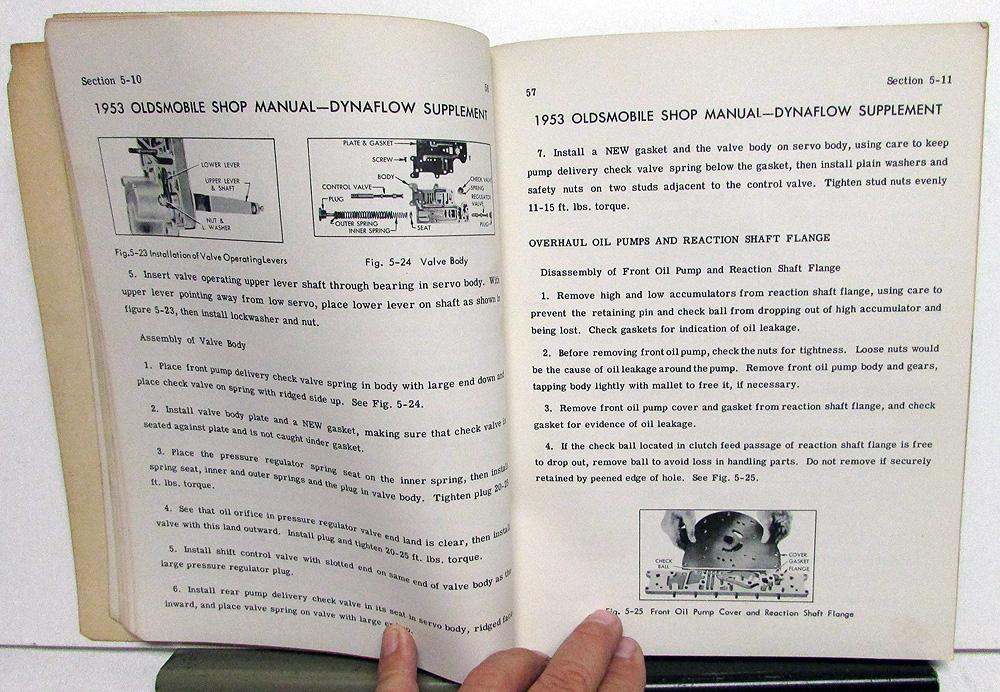 Section 5-10
1953 OLDSMOBILE SHOP MANUAL—DYNAFLOW SUPPLEMENT
LOWER LEVER
UPPER LEVER
& SHAFT
NUT &
L. WASHER
Fig. 5-23 Installation of Valve Operating Levers
PLATE & GASKET
SCREW
BODY
CONTROL VALVE
PLUG
OUTER SPRING
INNER SPRING
SEAT
CHECK VALVE
SPRING
REGULATOR
VALVE
PLUG
Fig. 5-24 Valve Body
5. Insert valve operating upper lever shaft through bearing in servo body. With
upper lever pointing away from low servo, place lower lever on shaft as shown in
figure 5-23, then install lockwasher and nut.
Assembly of Valve Body
1. Place front pump delivery check valve spring in body with large end down and
place check valve on spring with ridged side up. See Fig. 5-24.
2. Install valve body plate and a NEW gasket, making sure that check valve is
seated against plate and is not caught under gasket.
3. Place the pressure regulator spring seat on the inner spring, then install
spring seat, inner and outer springs and the plug in valve body. Tighten plug 20-25
ft. lbs. torque.
4. See that oil orifice in pressure regulator valve end land is clear, then install
valve with this land outward. Install plug and tighten 20-25 ft. lbs. torque.
5. Install shift control valve with slotted end on same end of valve body as the
large pressure regulator plug.
6. Install rear pump delivery check valve in its seat in servo body, ridged face
inward, and place valve spring on valve with large end up.
57
Section 5-11
1953 OLDSMOBILE SHOP MANUAL—DYNAFLOW SUPPLEMENT
7. Install a NEW gasket and the valve body on servo body, using care to keep
pump delivery check valve spring below the gasket, then install plain washers and
safety nuts on two studs adjacent to the control valve. Tighten stud nuts evenly
11-15 ft. lbs. torque.
OVERHAUL OIL PUMPS AND REACTION SHAFT FLANGE
Disassembly of Front Oil Pump and Reaction Shaft Flange
1. Remove high and low accumulators from reaction shaft flange, using care to
prevent the retaining pin and check ball from dropping out of high accumulator and
being lost. Check gaskets for indication of oil leakage.
2. Before removing front oil pump, check the nuts for tightness. Loose nuts would
be the cause of oil leakage around the pump. Remove front oil pump body and gears,
tapping body lightly with mallet to free it, if necessary.
3. Remove front oil pump cover and gasket from reaction shaft flange, and check
gasket for evidence of oil leakage.
4. If the check ball located in clutch feed passage of reaction shaft flange is free
to drop out, remove ball to avoid loss in handling parts. Do not remove if securely
retained by peened edge of hole. See Fig. 5-25.
CHECK
BALL
COVER
GASKET
FLANGE
Fig. 5-25 Front Oil Pump Cover and Reaction Shaft Flange